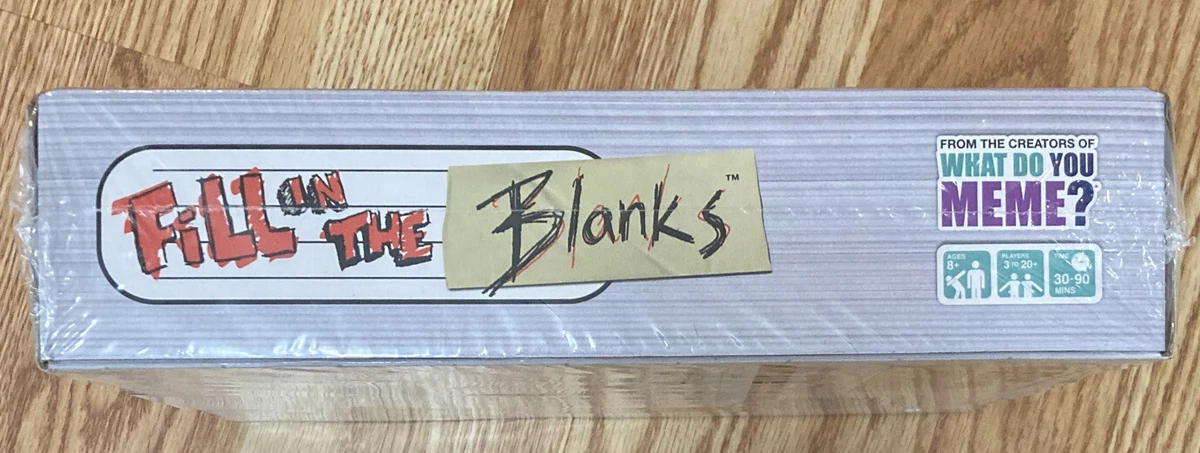 FiLL IN THE Blanks™
FROM THE CREATORS OF
WHAT DO YOU
MEME?
AGES 8+
PLAYERS 3 TO 20+
TIME 30-90 MINS